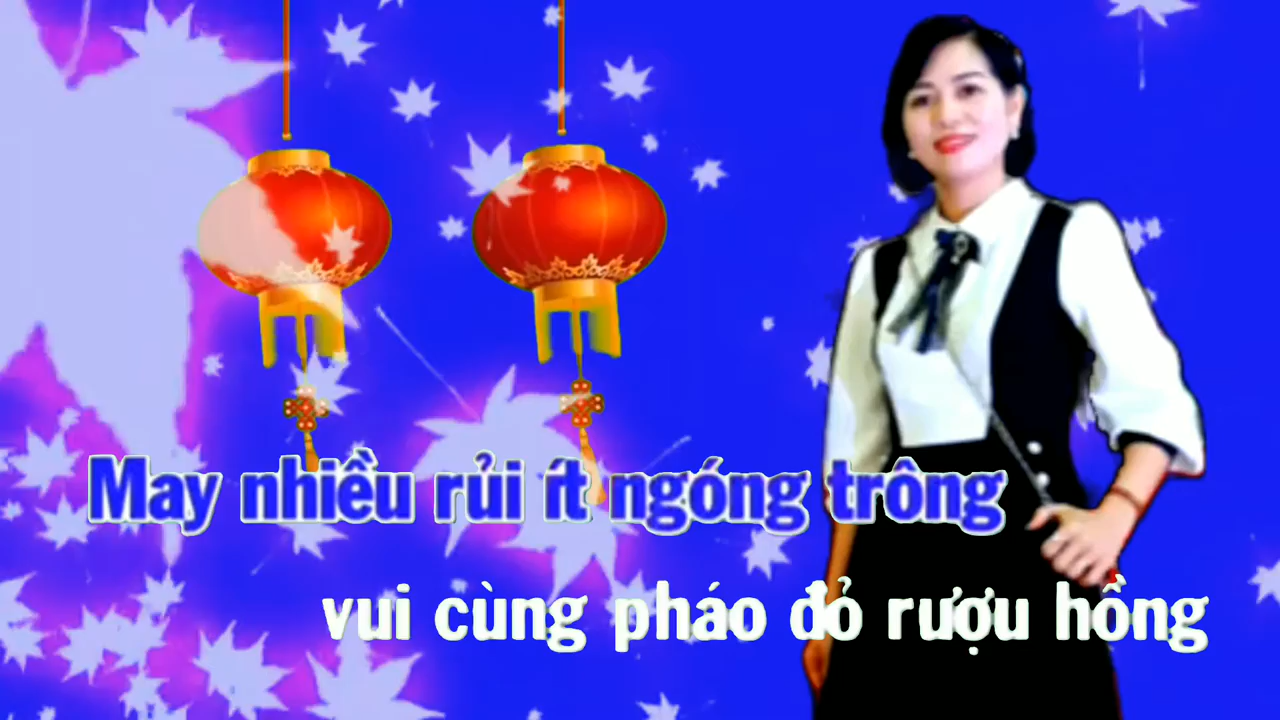 May nhiều rủi ít ngóng trông
vui cùng pháo đỏ rượu hồng